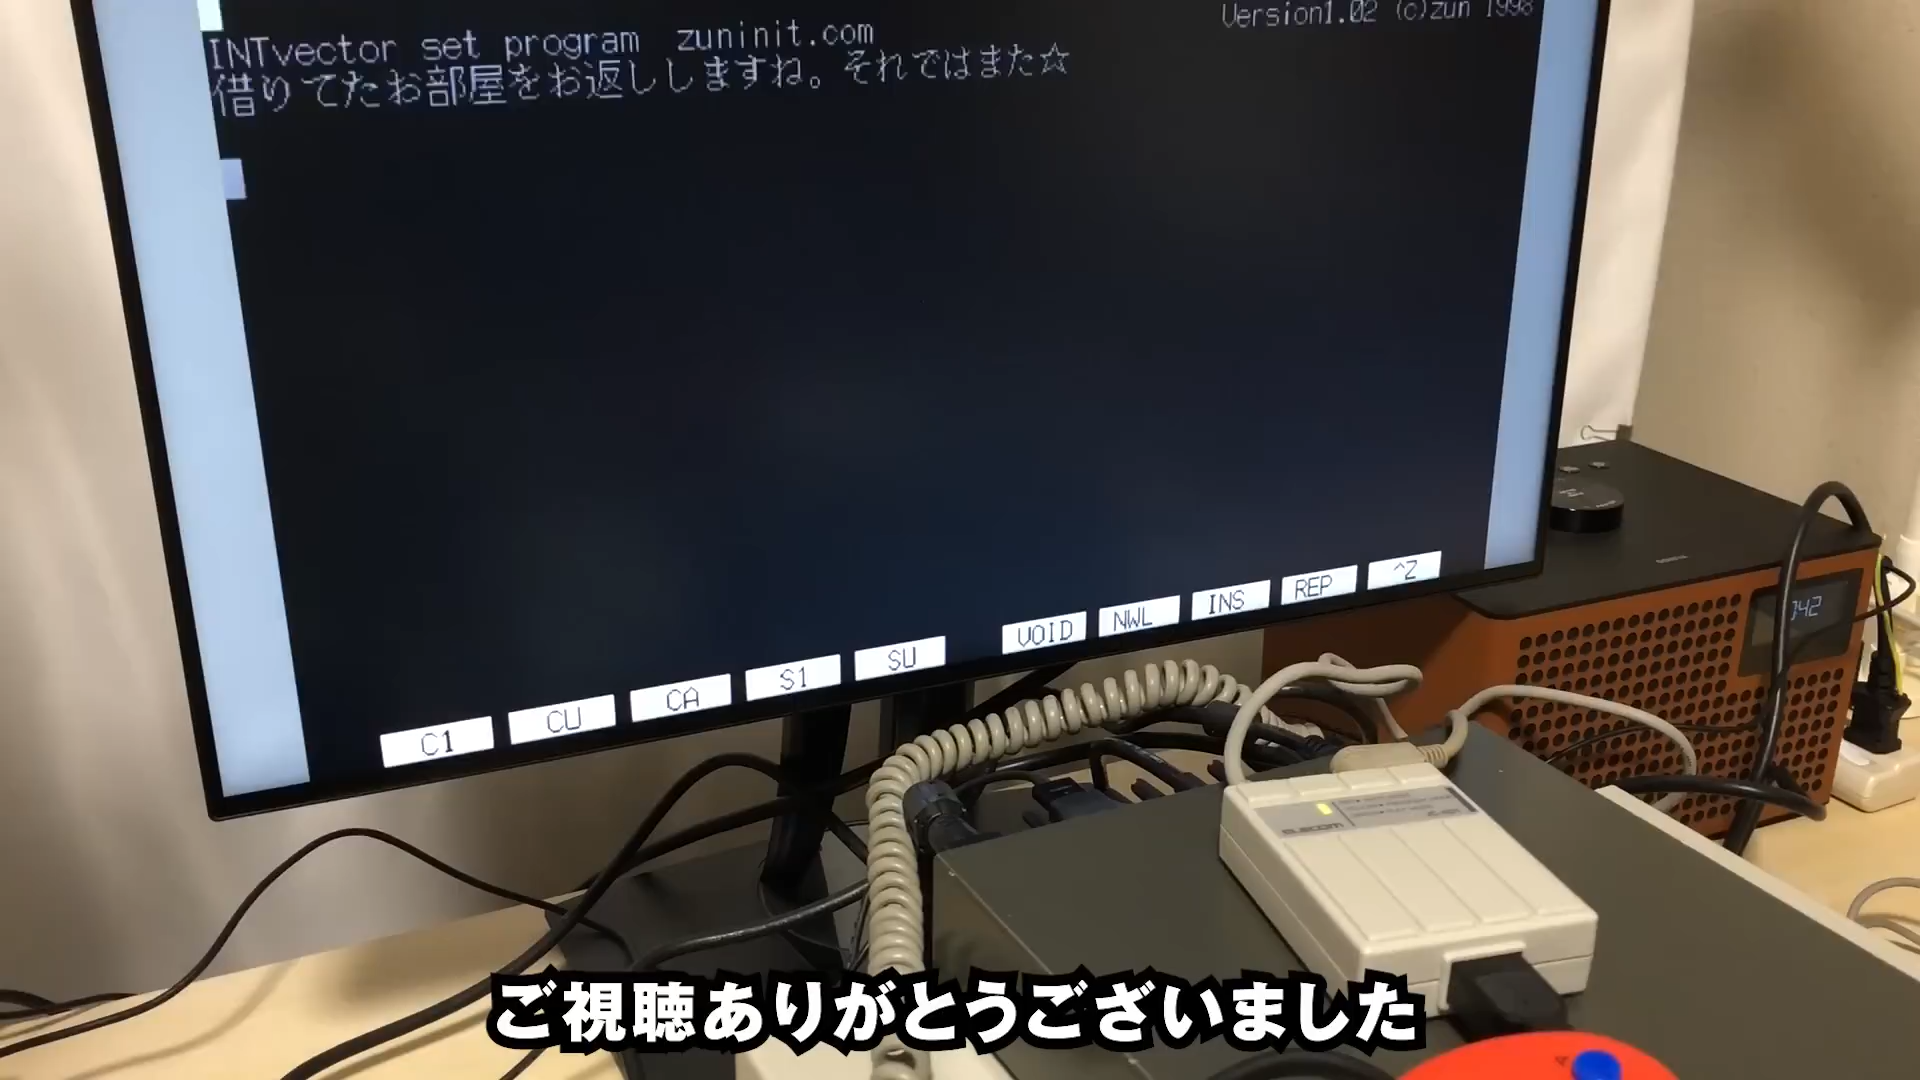 Version1.02 (c)zun 1998
INTvector set program zuninit.com
借りてたお部屋をお返ししますね。それではまた☆
C1 CU CA S1 SU VOID NWL INS REP ^Z
ELECOM
ご視聴ありがとうございました